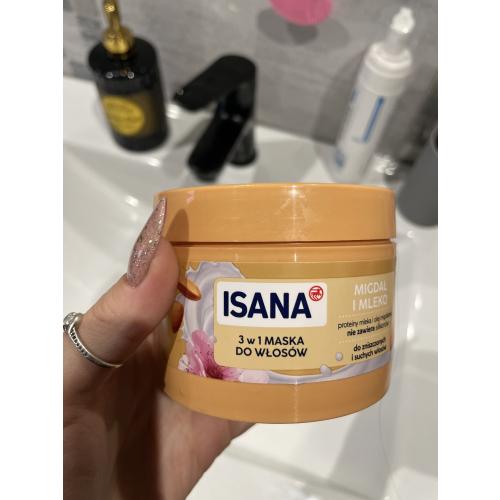 ISANA
3 w 1 MASKA
DO WŁOSÓW
MIGDAŁ
I MLEKO
proteiny mleka i olej migdałowy
nie zawiera silikonów
do zniszczonych
i suchych włosów